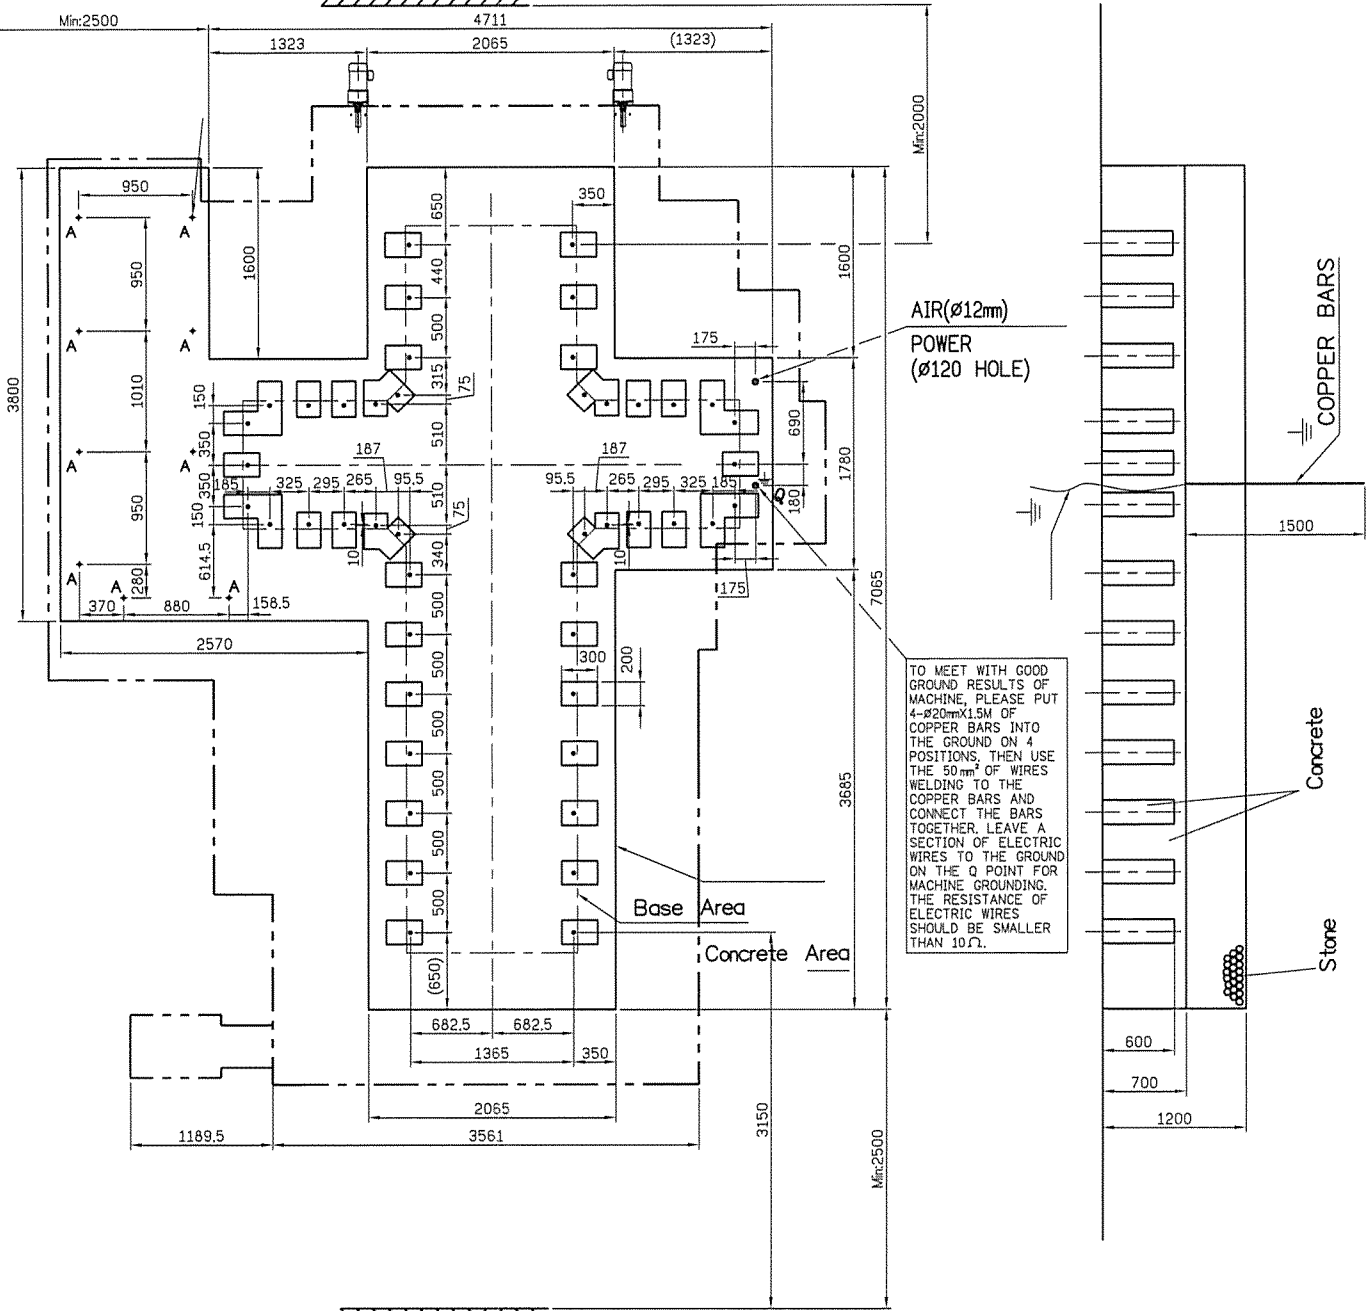 Min:2500
4711
1323
2065
(1323)
Min:2000
950
A
A
950
1600
650
350
440
500
315
75
1600
7065
3800
A
A
1010
150
350
350
150
AIR(Ø12mm)
POWER
(Ø120 HOLE)
175
690
180
1780
510
510
187
187
A
A
185
325
295
265
95.5
95.5
265
295
325
185
Q
75
950
614.5
10
10
340
175
A
A
A
280
370
880
158.5
2570
500
500
500
500
500
500
300
200
(650)
3685
TO MEET WITH GOOD
GROUND RESULTS OF
MACHINE, PLEASE PUT
4-Ø20mmX1.5M OF
COPPER BARS INTO
THE GROUND ON 4
POSITIONS, THEN USE
THE 50mm² OF WIRES
WELDING TO THE
COPPER BARS AND
CONNECT THE BARS
TOGETHER. LEAVE A
SECTION OF ELECTRIC
WIRES TO THE GROUND
ON THE Q POINT FOR
MACHINE GROUNDING.
THE RESISTANCE OF
ELECTRIC WIRES
SHOULD BE SMALLER
THAN 10Ω.
Base Area
Concrete Area
682.5
682.5
1365
350
2065
1189.5
3561
3150
Min:2500
COPPER BARS
1500
Concrete
Stone
600
700
1200